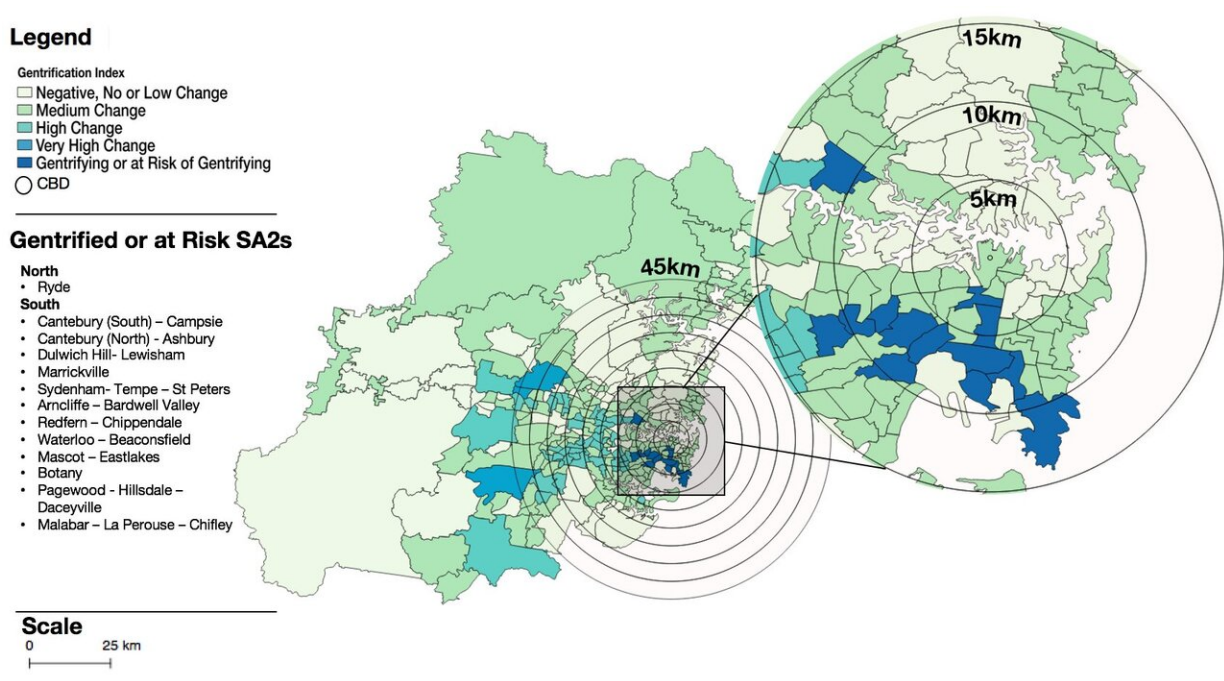 Legend
Gentrification Index
Negative, No or Low Change
Medium Change
High Change
Very High Change
Gentrifying or at Risk of Gentrifying
CBD
Gentrified or at Risk SA2s
North
• Ryde
South
• Cantebury (South) – Campsie
• Cantebury (North) - Ashbury
• Dulwich Hill- Lewisham
• Marrickville
• Sydenham- Tempe – St Peters
• Arncliffe – Bardwell Valley
• Redfern – Chippendale
• Waterloo – Beaconsfield
• Mascot – Eastlakes
• Botany
• Pagewood - Hillsdale –
Daceyville
• Malabar – La Perouse – Chifley
Scale
0 25 km
45km
15km
10km
5km